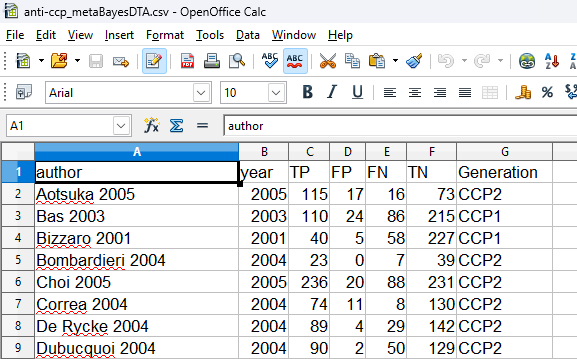 anti-ccp_metaBayesDTA.csv - OpenOffice Calc
File Edit View Insert Format Tools Data Window Help
ABC ABC
Arial 10 B I U %
A1 author
A B C D E F G
1 author year TP FP FN TN Generation
2 Aotsuka 2005 2005 115 17 16 73 CCP2
3 Bas 2003 2003 110 24 86 215 CCP1
4 Bizzaro 2001 2001 40 5 58 227 CCP1
5 Bombardieri 2004 2004 23 0 7 39 CCP2
6 Choi 2005 2005 236 20 88 231 CCP2
7 Correa 2004 2004 74 11 8 130 CCP2
8 De Rycke 2004 2004 89 4 29 142 CCP2
9 Dubucquoi 2004 2004 90 2 50 129 CCP2